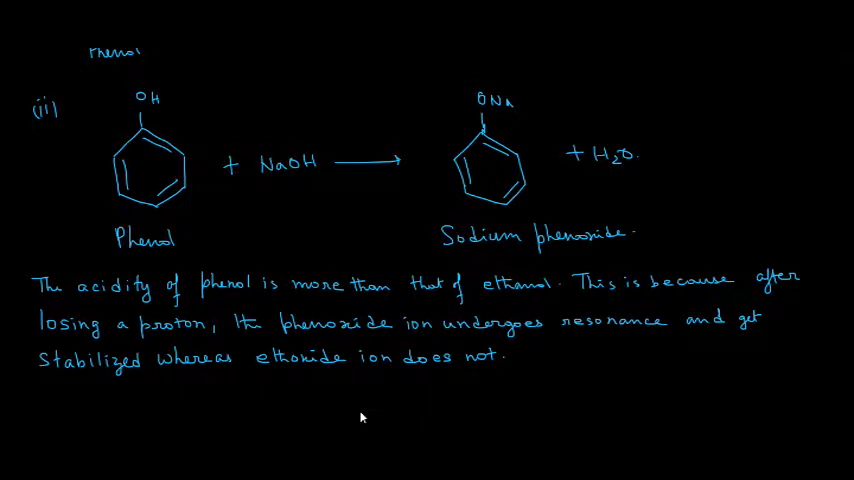 Phenol
(ii)
OH
ONa
+ NaOH
+ H2O.
Phenol
Sodium phenoxide.
The acidity of phenol is more than that of ethanol. This is because after
losing a proton, the phenoxide ion undergoes resonance and get
stabilized whereas ethoxide ion does not.